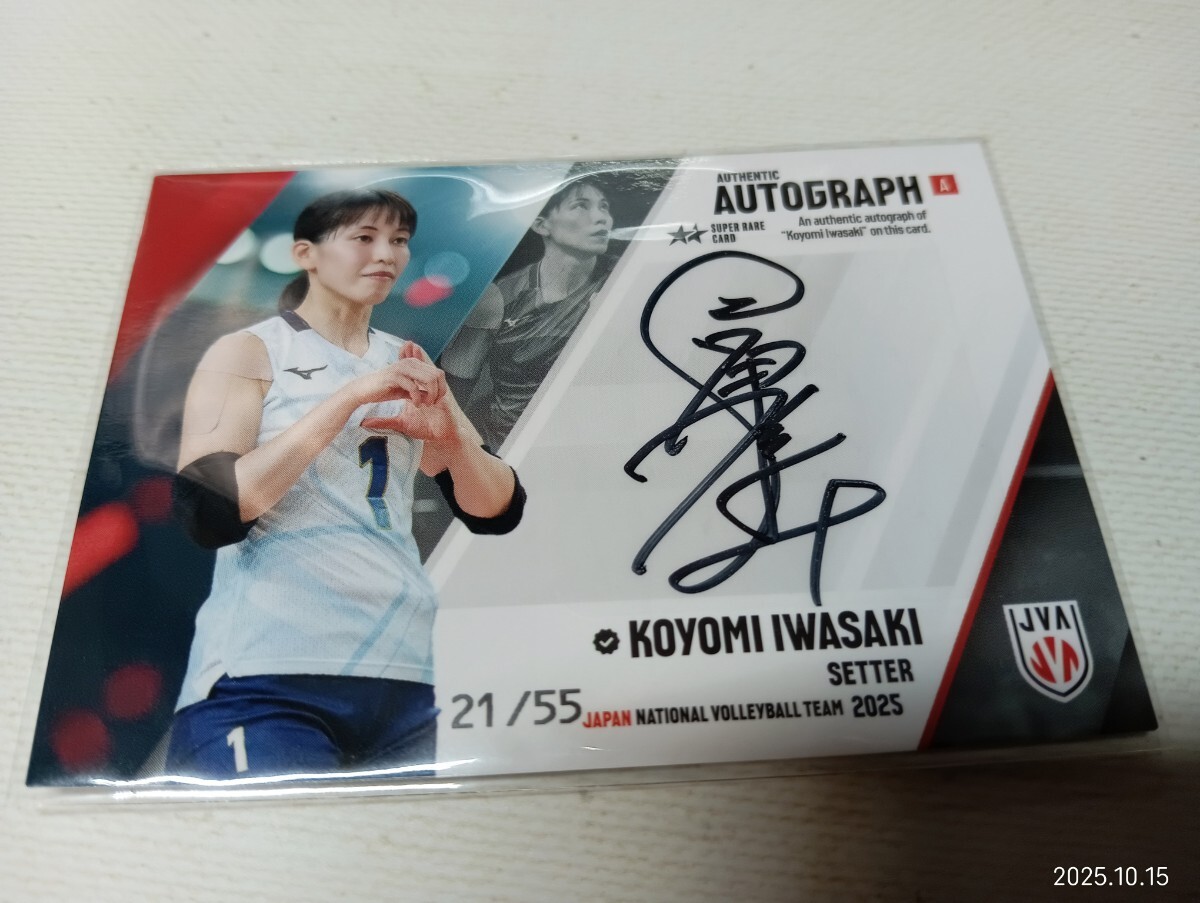 AUTHENTIC
AUTOGRAPH A
SUPER RARE
CARD
An authentic autograph of
"Koyomi Iwasaki" on this card.
1
KOYOMI IWASAKI
SETTER
21/55
JAPAN NATIONAL VOLLEYBALL TEAM 2025
JVA
1
2025.10.15